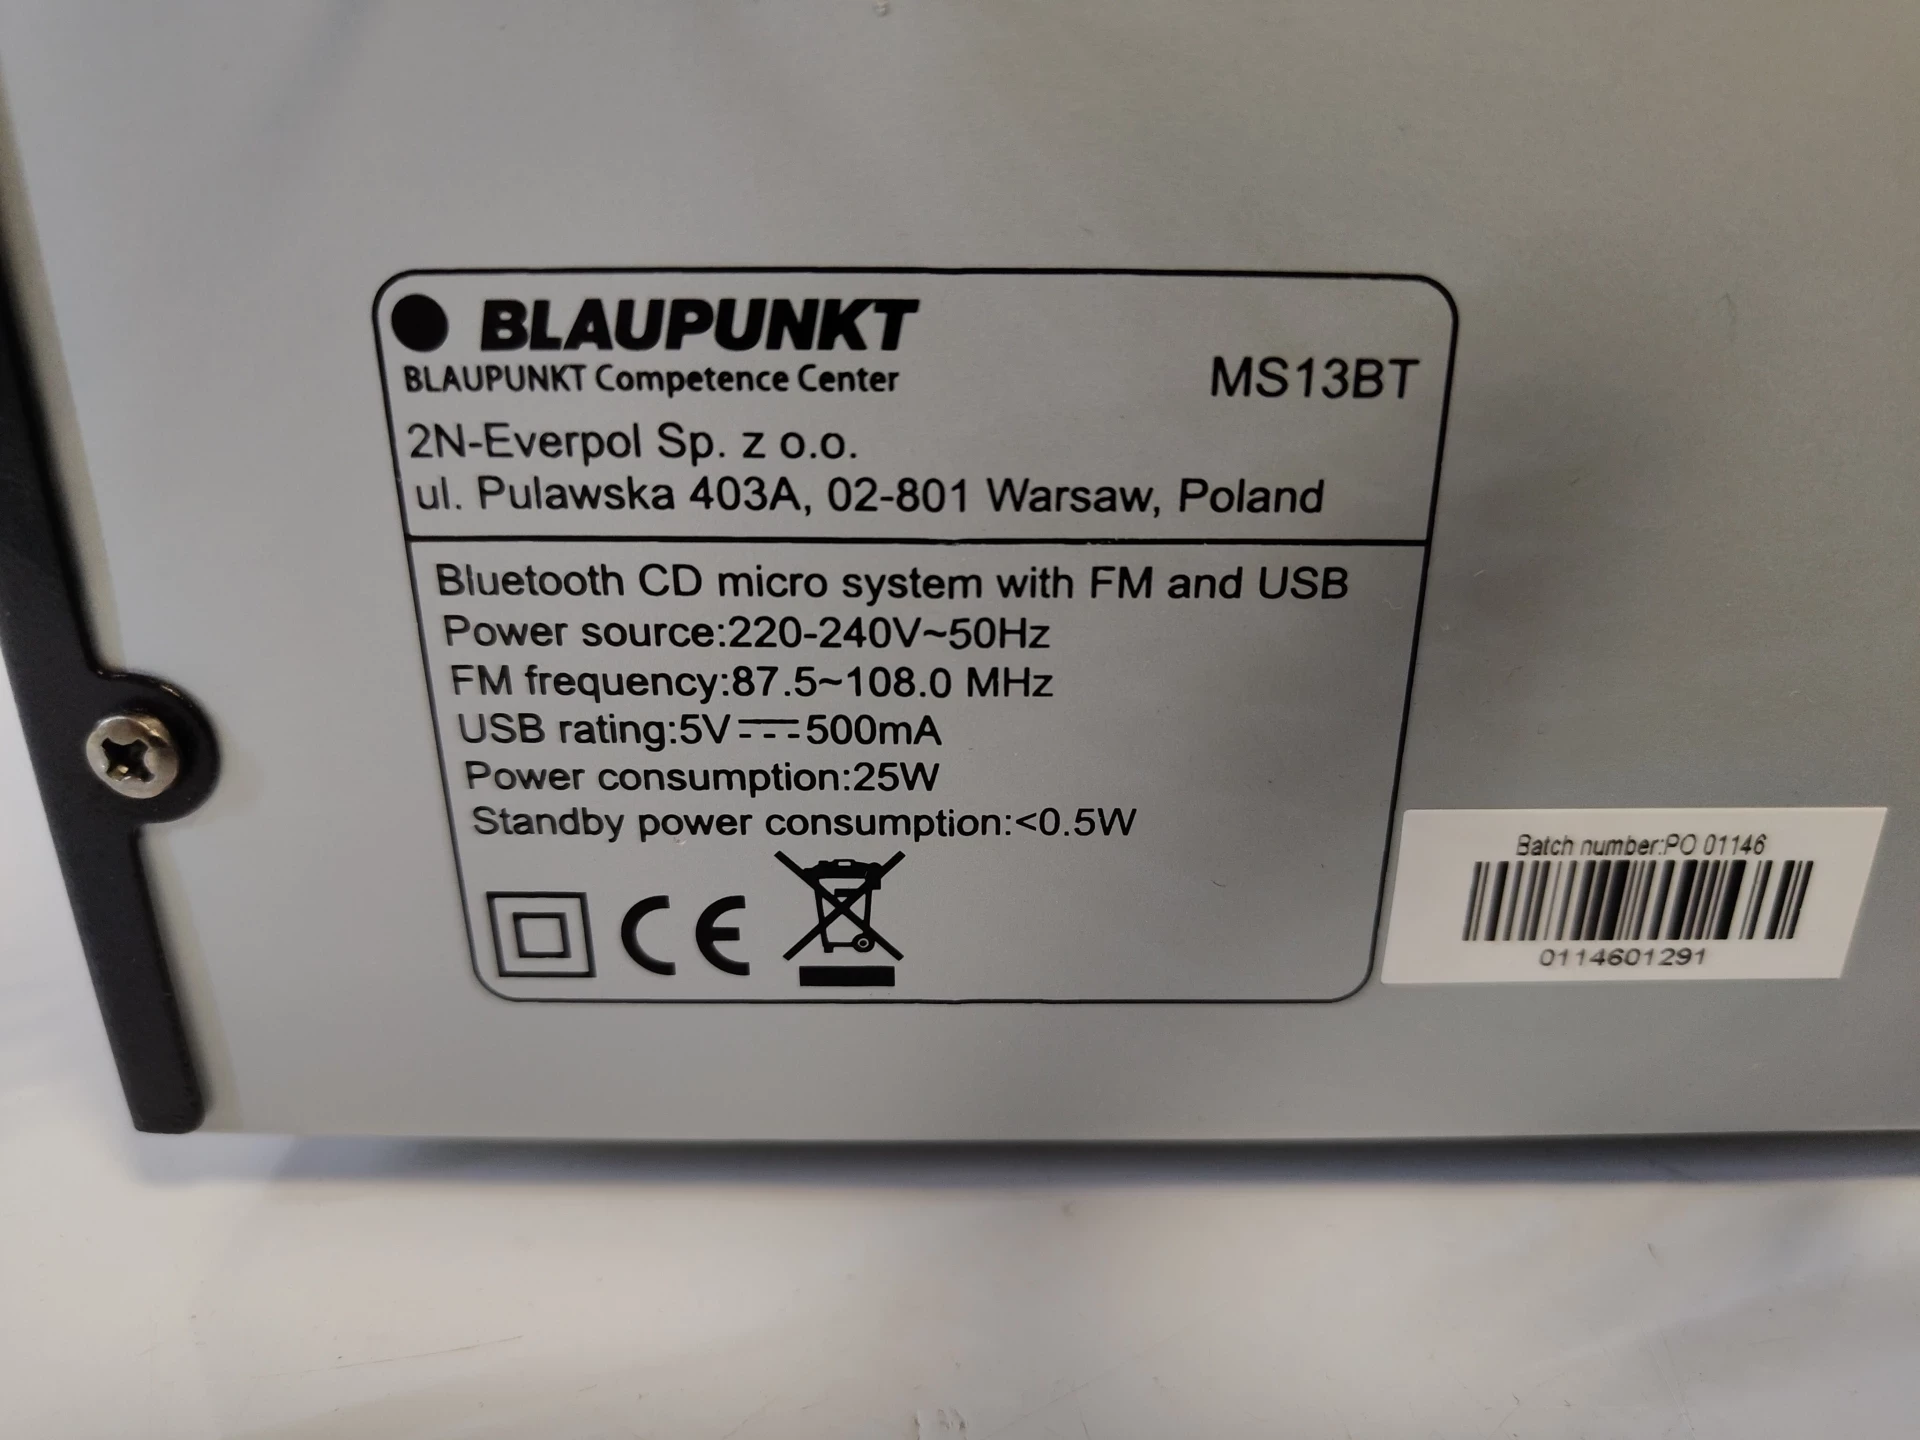 BLAUPUNKT
BLAUPUNKT Competence Center
MS13BT
2N-Everpol Sp. z o.o.
ul. Pulawska 403A, 02-801 Warsaw, Poland
Bluetooth CD micro system with FM and USB
Power source:220-240V~50Hz
FM frequency:87.5~108.0 MHz
USB rating:5V⎓500mA
Power consumption:25W
Standby power consumption:<0.5W
CE
Batch number:PO 01146
0114601291